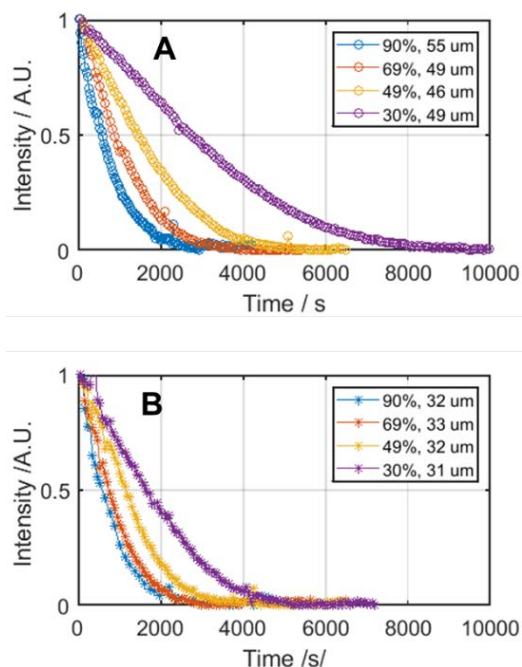 A
1
0.5
0
Intensity / A.U.
90%, 55 um
69%, 49 um
49%, 46 um
30%, 49 um
0 2000 4000 6000 8000 10000
Time / s
B
1
0.5
0
Intensity /A.U.
90%, 32 um
69%, 33 um
49%, 32 um
30%, 31 um
0 2000 4000 6000 8000 10000
Time /s/